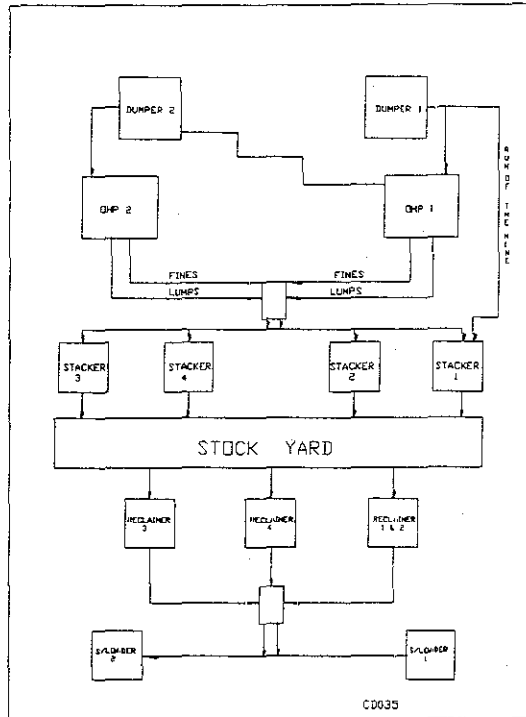 DUMPER 2
DUMPER 1
RUN OF THE MINE
OHP 2
OHP 1
FINES
FINES
LUMPS
LUMPS
STACKER
3
STACKER
4
STACKER
2
STACKER
1
STOCK YARD
RECLAIMER
3
RECLAIMER
4
RECLAIMER
1 & 2
S/LOADER
2
S/LOADER
1
CD035